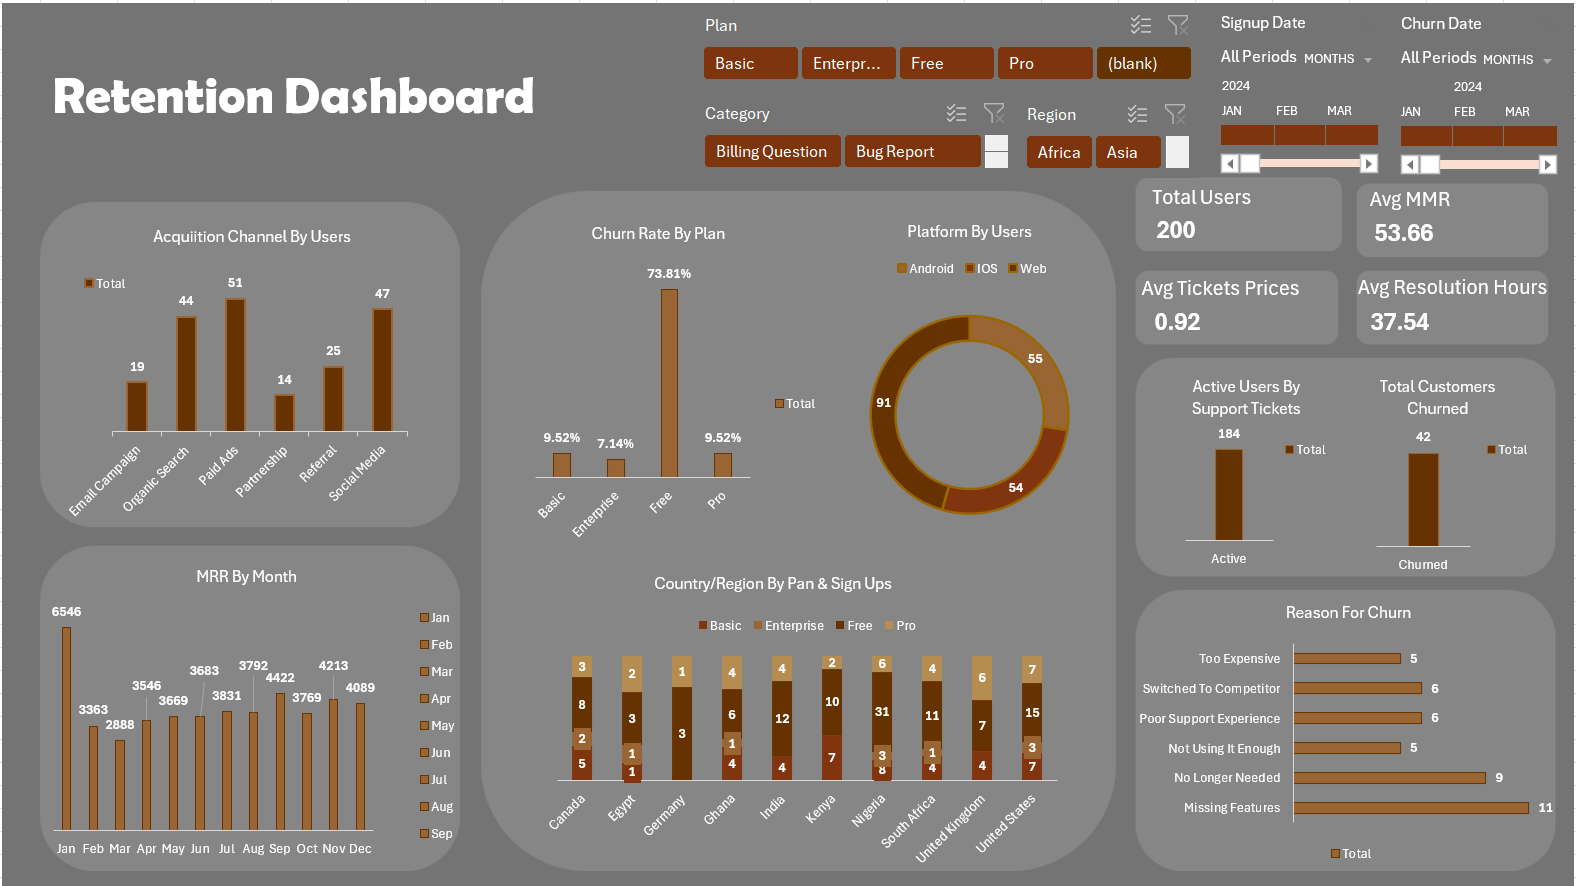 Retention Dashboard
Plan
Basic
Enterpr...
Free
Pro
(blank)
Category
Billing Question
Bug Report
Region
Africa
Asia
Signup Date
All Periods MONTHS
2024
JAN FEB MAR
Churn Date
All Periods MONTHS
2024
JAN FEB MAR
Total Users
200
Avg MMR
53.66
Avg Tickets Prices
0.92
Avg Resolution Hours
37.54
Acquiition Channel By Users
Total
19
44
51
14
25
47
Email Campaign
Organic Search
Paid Ads
Partnership
Referral
Social Media
Churn Rate By Plan
73.81%
9.52%
7.14%
9.52%
Total
Basic
Enterprise
Free
Pro
Platform By Users
Android IOS Web
55
91
54
Active Users By
Support Tickets
184
Total
Active
Total Customers
Churned
42
Total
Churned
MRR By Month
6546
3363
2888
3546
3669
3683
3831
3792
4422
3769
4213
4089
Jan
Feb
Mar
Apr
May
Jun
Jul
Aug
Sep
Jan Feb Mar Apr May Jun Jul Aug Sep Oct Nov Dec
Country/Region By Pan & Sign Ups
Basic Enterprise Free Pro
3 2 1 4 4 2 6 4 6 7
8 3 3 6 12 10 31 11 7 15
2 1 1 3 1 3
5 1 4 4 7 8 4 4 7
Canada
Egypt
Germany
Ghana
India
Kenya
Nigeria
South Africa
United Kingdom
United States
Reason For Churn
Too Expensive 5
Switched To Competitor 6
Poor Support Experience 6
Not Using It Enough 5
No Longer Needed 9
Missing Features 11
Total